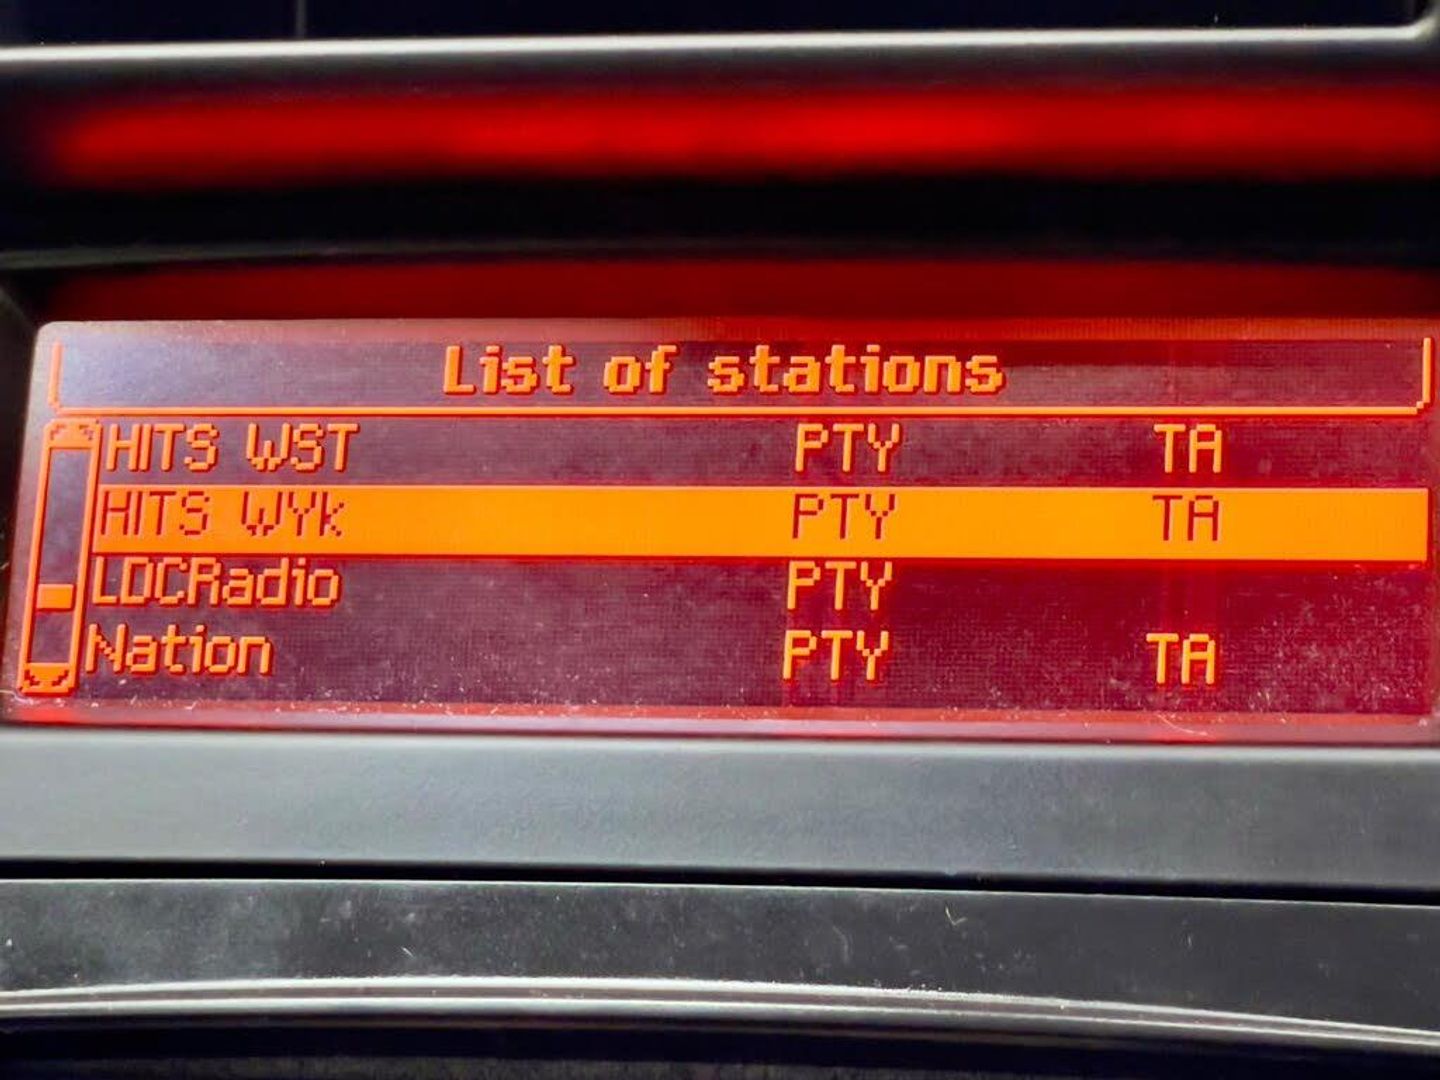 List of stations
HITS WST PTY TA
HITS WYk PTY TA
LDCRadio PTY
Nation PTY TA